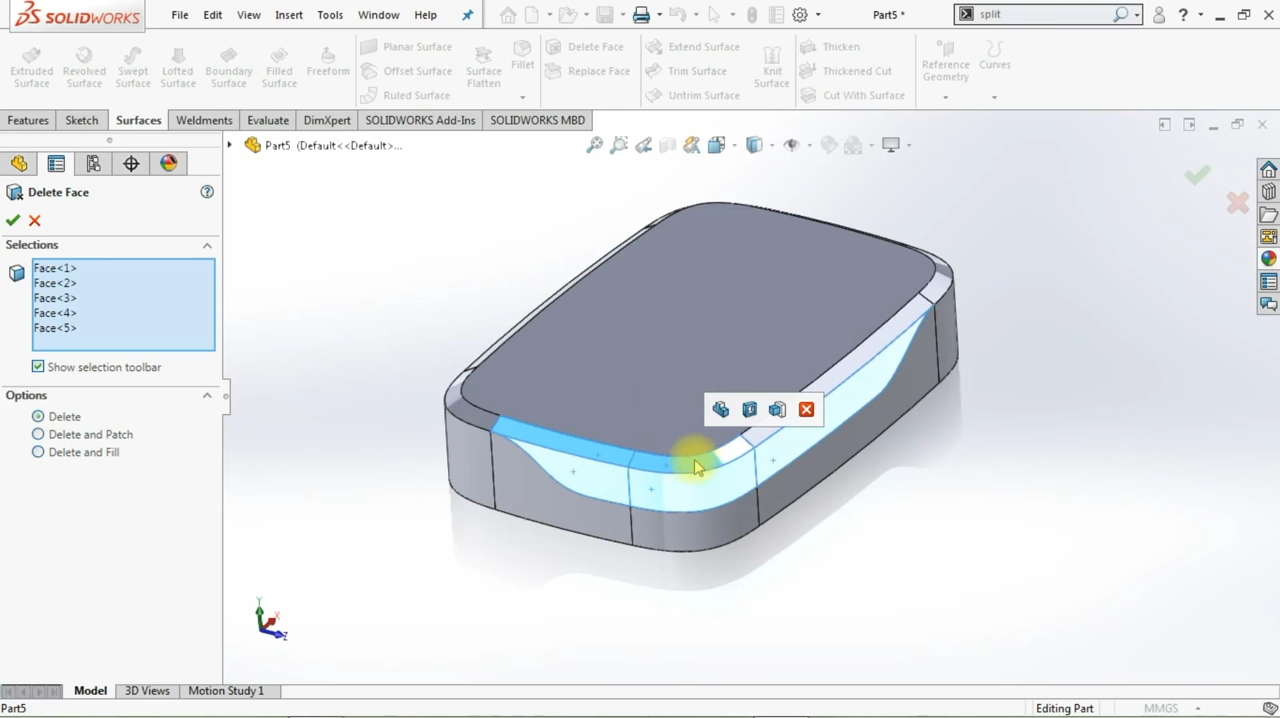 SOLIDWORKS
File Edit View Insert Tools Window Help
Part5 *
split
Extruded Surface
Revolved Surface
Swept Surface
Lofted Surface
Boundary Surface
Filled Surface
Freeform
Planar Surface
Offset Surface
Ruled Surface
Surface Flatten
Fillet
Delete Face
Replace Face
Extend Surface
Trim Surface
Untrim Surface
Knit Surface
Thicken
Thickened Cut
Cut With Surface
Reference Geometry
Curves
Features Sketch Surfaces Weldments Evaluate DimXpert SOLIDWORKS Add-Ins SOLIDWORKS MBD
Part5 (Default<<Default>...
Delete Face
Selections
Face<1>
Face<2>
Face<3>
Face<4>
Face<5>
Show selection toolbar
Options
Delete
Delete and Patch
Delete and Fill
Y
X
Z
Model 3D Views Motion Study 1
Part5 Editing Part MMGS